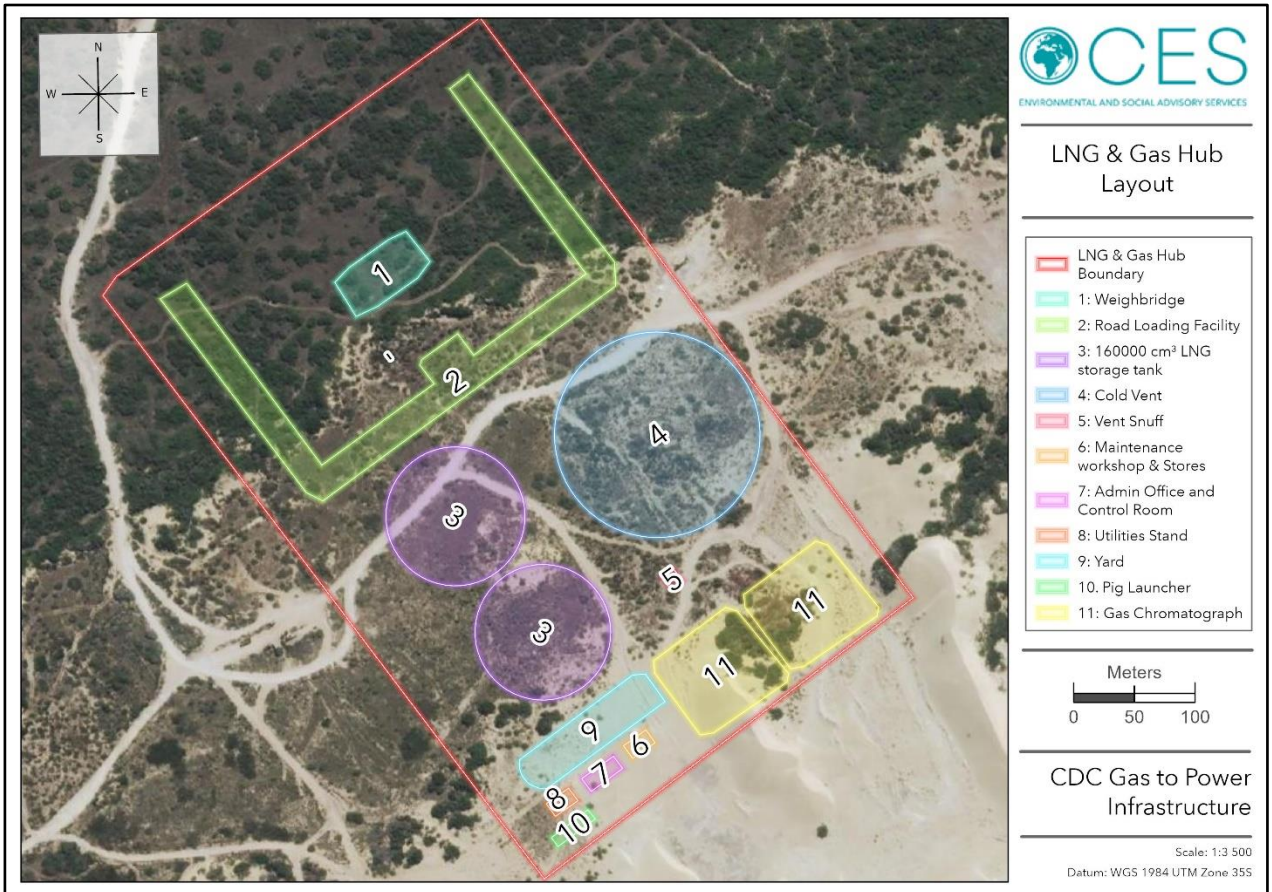 N
W
E
S
1
2
3
3
4
5
11
11
9
6
7
8
10
CES
ENVIRONMENTAL AND SOCIAL ADVISORY SERVICES
LNG & Gas Hub
Layout
LNG & Gas Hub
Boundary
1: Weighbridge
2: Road Loading Facility
3: 160000 cm³ LNG
storage tank
4: Cold Vent
5: Vent Snuff
6: Maintenance
workshop & Stores
7: Admin Office and
Control Room
8: Utilities Stand
9: Yard
10. Pig Launcher
11: Gas Chromatograph
Meters
0 50 100
CDC Gas to Power
Infrastructure
Scale: 1:3 500
Datum: WGS 1984 UTM Zone 35S